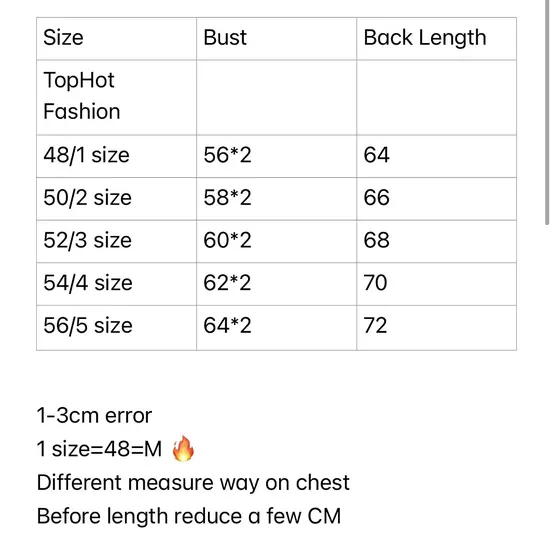 Size Bust Back Length
TopHot
Fashion
48/1 size 56*2 64
50/2 size 58*2 66
52/3 size 60*2 68
54/4 size 62*2 70
56/5 size 64*2 72
1-3cm error
1 size=48=M 🔥
Different measure way on chest
Before length reduce a few CM